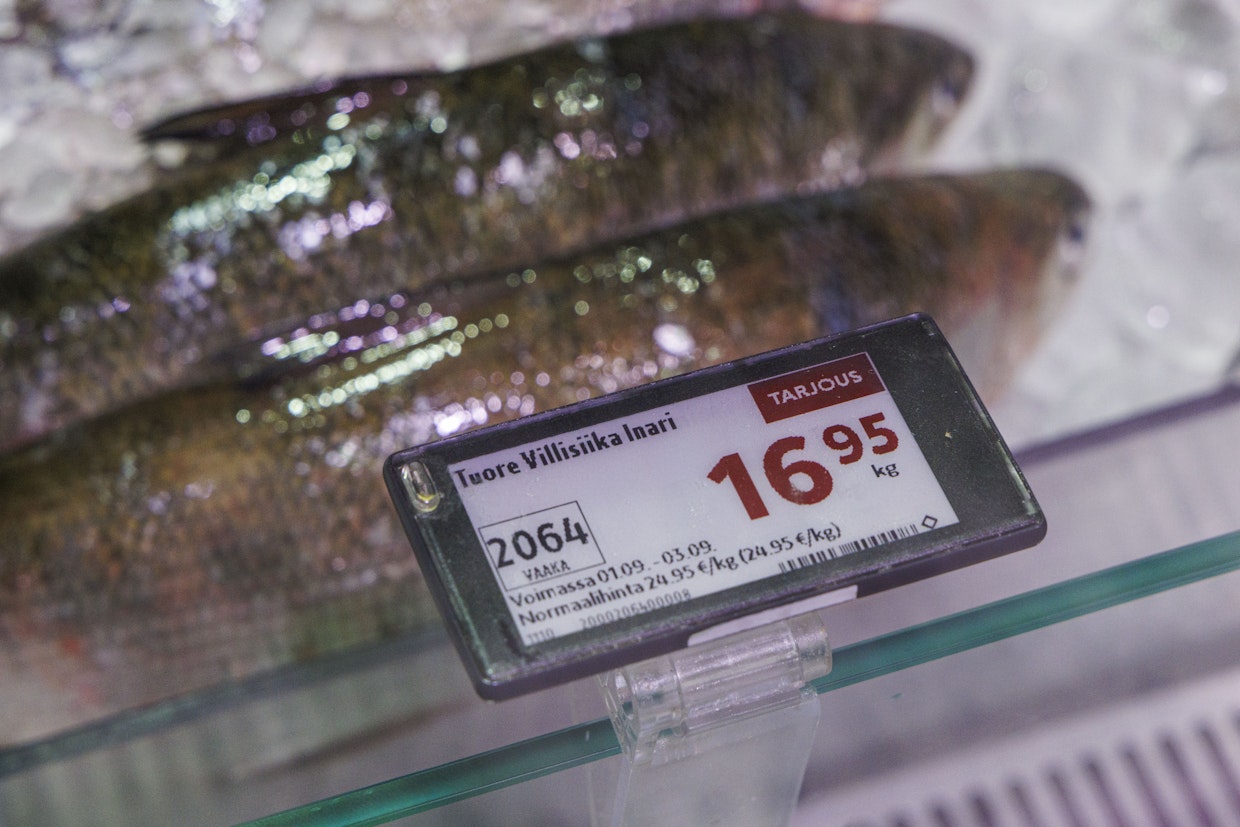 TARJOUS
Tuore Villisiika Inari
16 95
kg
2064
VAAKA
Voimassa 01.09. - 03.09.
Normaalihinta 24.95 €/kg (24.95 €/kg)
2000206400008